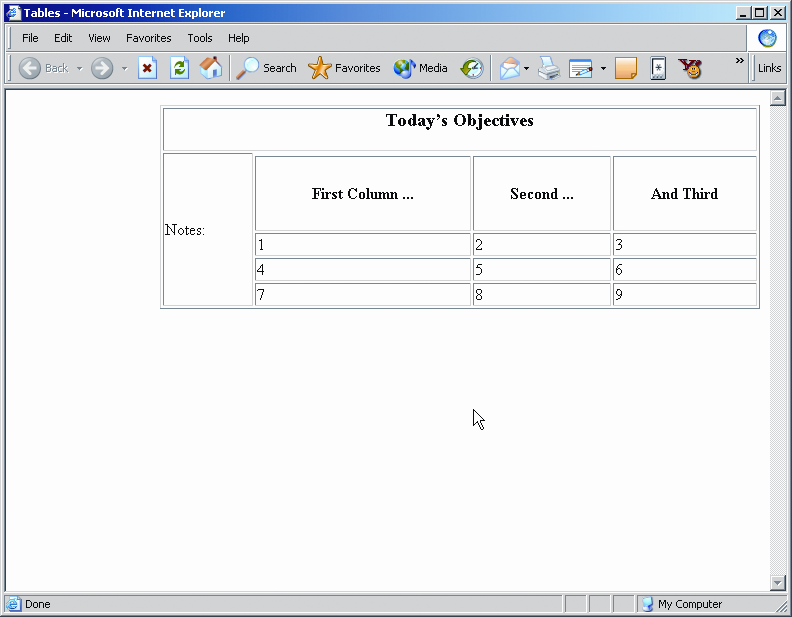 Tables - Microsoft Internet Explorer
File Edit View Favorites Tools Help
Back Search Favorites Media » Links
Today’s Objectives
Notes:
First Column ... Second ... And Third
1 2 3
4 5 6
7 8 9
Done My Computer